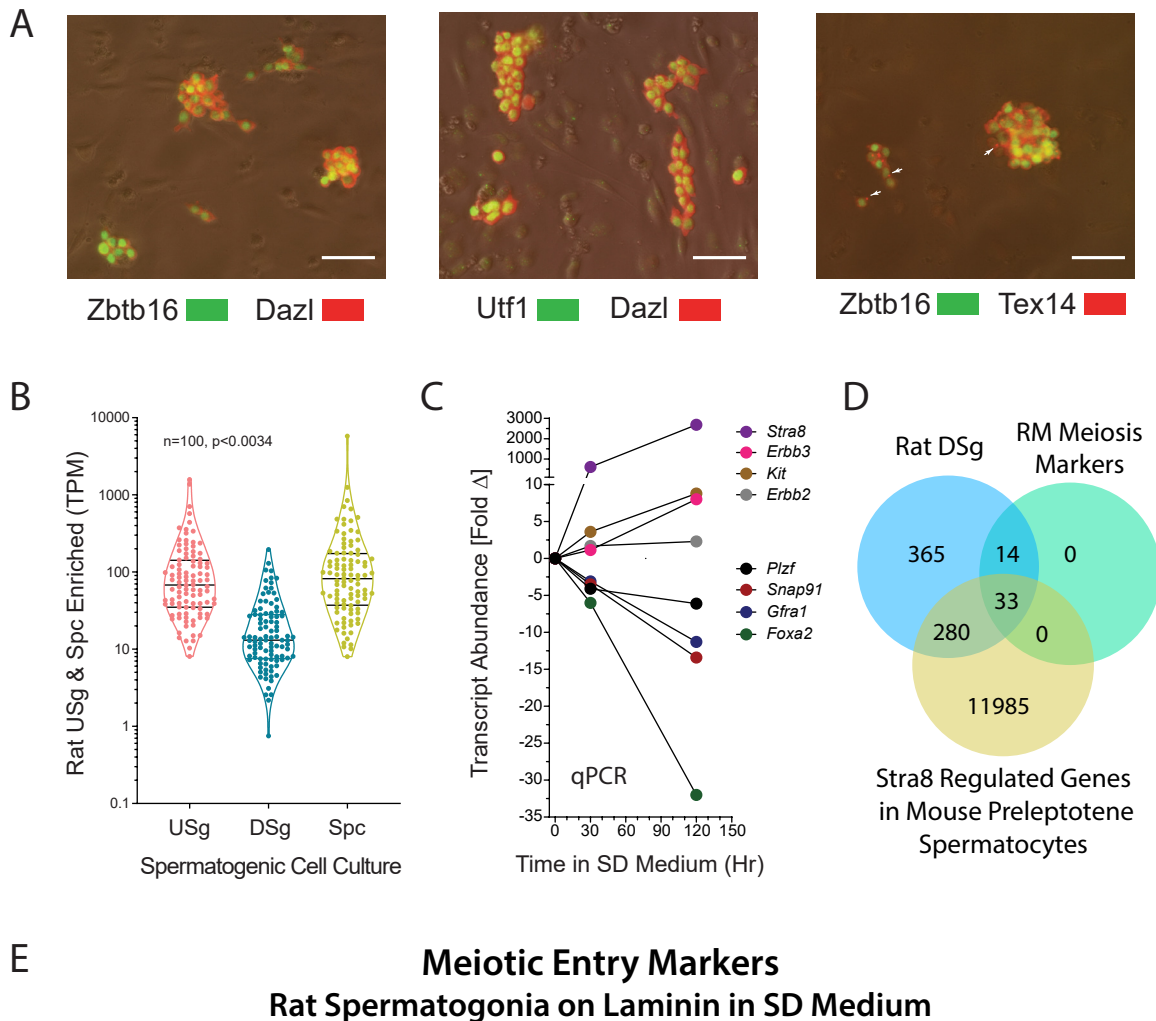 A
Zbtb16 Dazl
Utf1 Dazl
Zbtb16 Tex14
B
Rat USg & Spc Enriched (TPM)
10000
1000
100
10
1
0.1
n=100, p<0.0034
USg DSg Spc
Spermatogenic Cell Culture
C
Transcript Abundance [Fold Δ]
3000
2000
1000
10
5
0
-5
-10
-15
-20
-25
-30
-35
qPCR
0 30 60 90 120 150
Time in SD Medium (Hr)
Stra8
Erbb3
Kit
Erbb2
Plzf
Snap91
Gfra1
Foxa2
D
Rat DSg
RM Meiosis
Markers
365
14
0
33
280
0
11985
Stra8 Regulated Genes
in Mouse Preleptotene
Spermatocytes
E
Meiotic Entry Markers
Rat Spermatogonia on Laminin in SD Medium